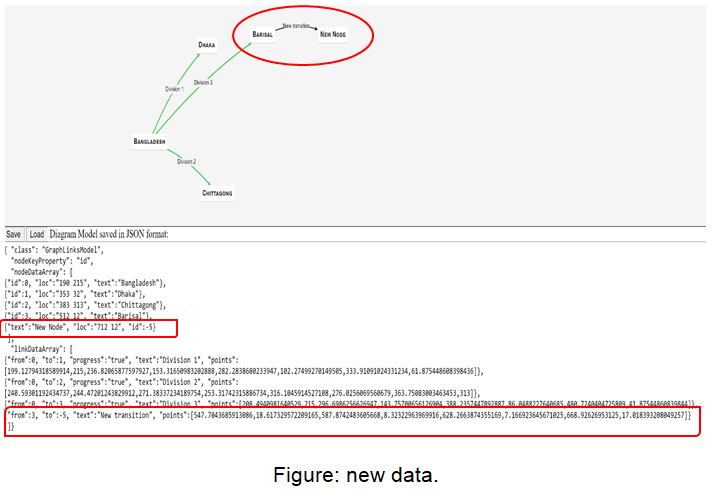 New transition
BARISAL
NEW NODE
DHAKA
Division 3
Division 1
BANGLADESH
Division 2
CHITTAGONG
Save Load Diagram Model saved in JSON format:
{ "class": "GraphLinksModel",
"nodeKeyProperty": "id",
"nodeDataArray": [
{"id":0, "loc":"190 215", "text":"Bangladesh"},
{"id":1, "loc":"353 32", "text":"Dhaka"},
{"id":2, "loc":"383 313", "text":"Chittagong"},
{"id":3, "loc":"512 12", "text":"Barisal"},
{"text":"New Node", "loc":"712 12", "id":-5}
],
"linkDataArray": [
{"from":0, "to":1, "progress":"true", "text":"Division 1", "points":
[199.12794318589914,215,236.82065877597927,153.31650983202888,282.2838680233947,102.27499270149505,333.91091024331234,61.875448608398436]},
{"from":0, "to":2, "progress":"true", "text":"Division 2", "points":
[240.59301192434737,244.47201243829912,271.38337234189754,253.31742315886734,316.1045914527108,276.0256069560679,363.75083003463453,313]},
{"from":0, "to":3, "progress":"true", "text":"Division 3", "points":[208.4940981640529,215,296.6986256626947,143.75700656126904,388.2357447892887,86.0488227640685,480.7240404725809,41.87544860839844]},
{"from":3, "to":-5, "text":"New transition", "points":[547.7043685913086,18.617329572209165,587.8742483605668,8.32322963969916,628.2663874355169,7.166923645671025,668.92626953125,17.018393208049257]}
]}
Figure: new data.